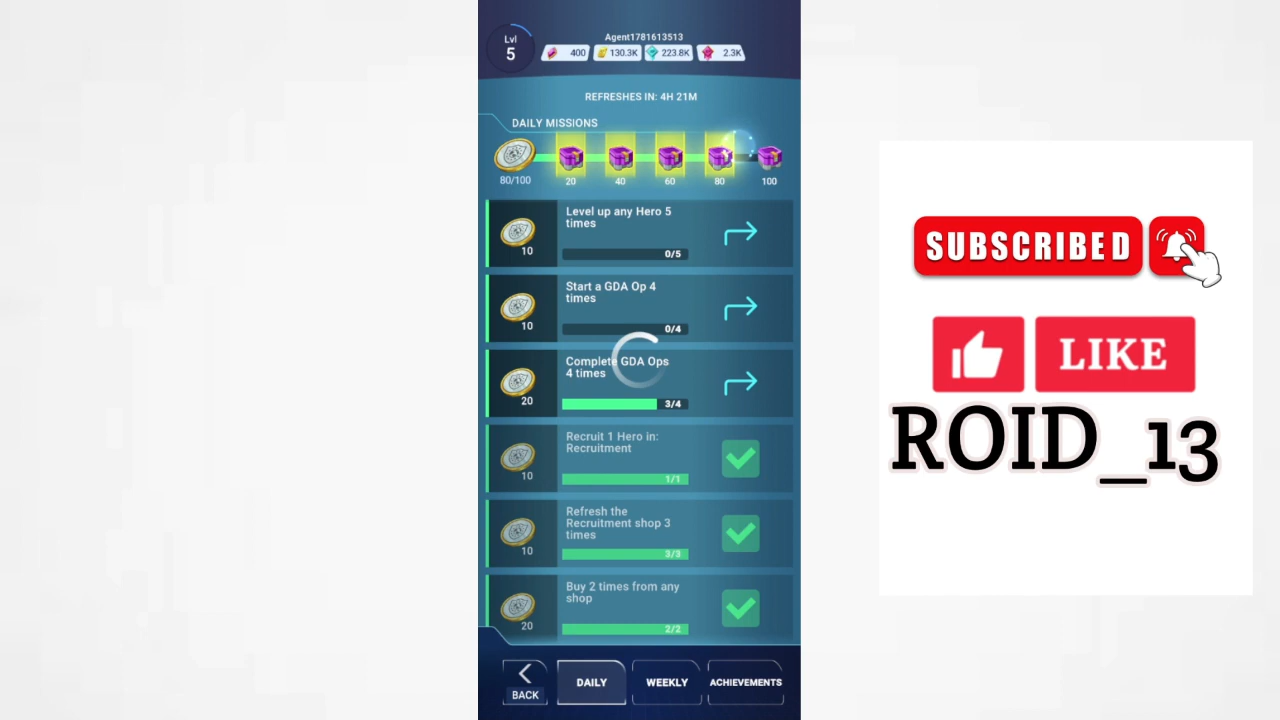 Lvl
5
Agent1781613513
400
130.3K
223.8K
2.3K
REFRESHES IN: 4H 21M
DAILY MISSIONS
80/100
20
40
60
80
100
Level up any Hero 5
times
10
0/5
Start a GDA Op 4
times
10
0/4
Complete GDA Ops
4 times
20
3/4
Recruit 1 Hero in:
Recruitment
10
1/1
Refresh the
Recruitment shop 3
times
10
3/3
Buy 2 times from any
shop
20
2/2
BACK
DAILY
WEEKLY
ACHIEVEMENTS
SUBSCRIBED
LIKE
ROID_13